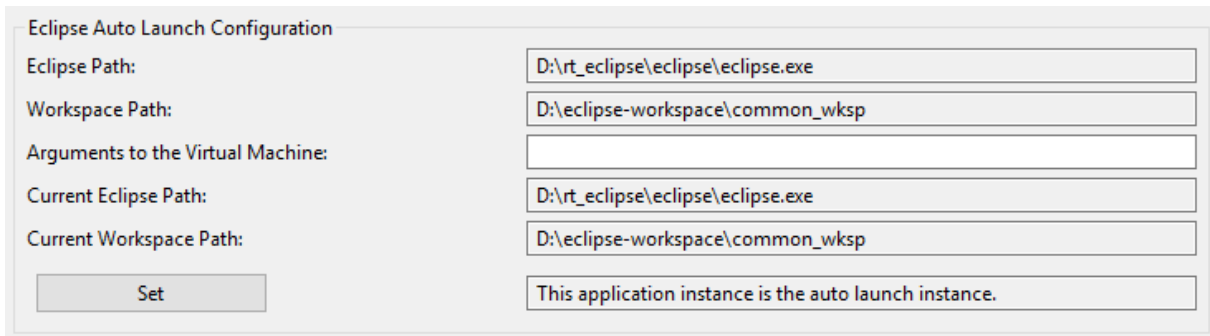 Eclipse Auto Launch Configuration
Eclipse Path: D:\rt_eclipse\eclipse\eclipse.exe
Workspace Path: D:\eclipse-workspace\common_wksp
Arguments to the Virtual Machine:
Current Eclipse Path: D:\rt_eclipse\eclipse\eclipse.exe
Current Workspace Path: D:\eclipse-workspace\common_wksp
Set This application instance is the auto launch instance.